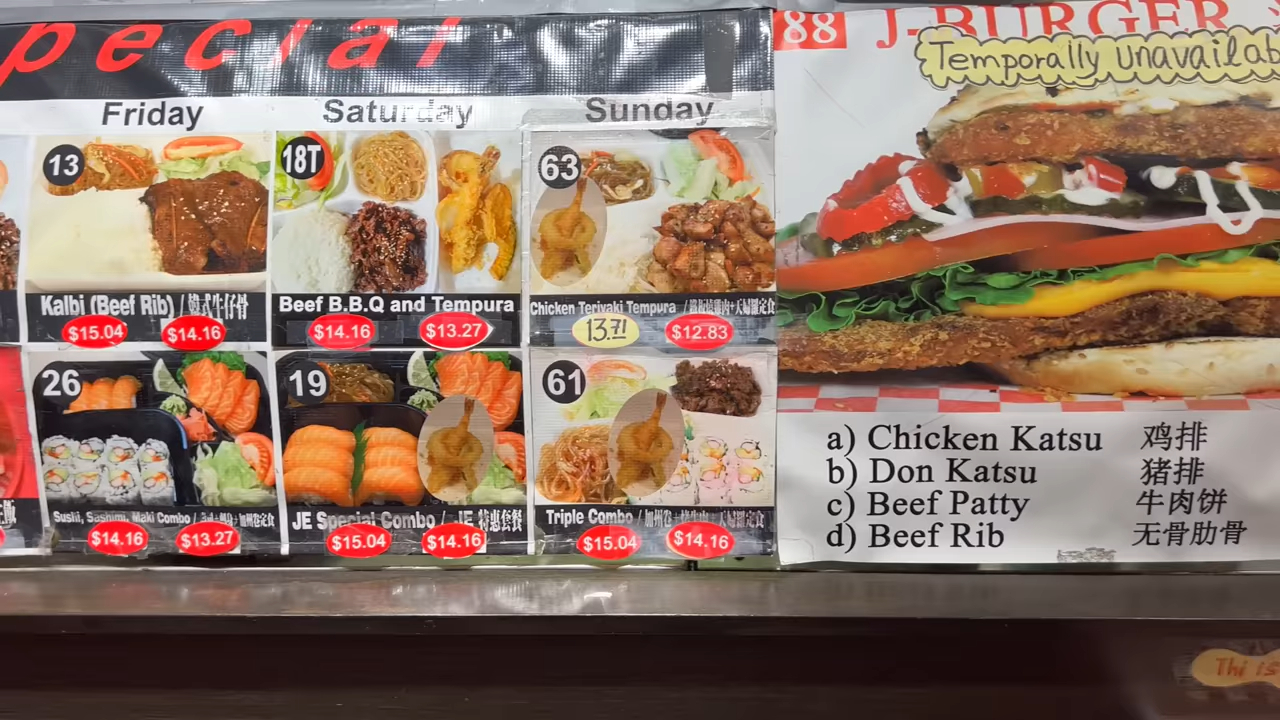 pecial
Friday
Saturday
Sunday
13
Kalbi (Beef Rib) / 韓式牛仔骨
$15.04 $14.16
18T
Beef B.B.Q and Tempura
$14.16 $13.27
63
Chicken Teriyaki Tempura /
13.71 $12.83
26
Sushi, Sashimi, Maki Combo /
$14.16 $13.27
19
JE Special Combo / JE 特惠套餐
$15.04 $14.16
61
Triple Combo /
$15.04 $14.16
88 J-BURGER
Temporally unavailab
a) Chicken Katsu 鸡排
b) Don Katsu 猪排
c) Beef Patty 牛肉饼
d) Beef Rib 无骨肋骨
Thi is